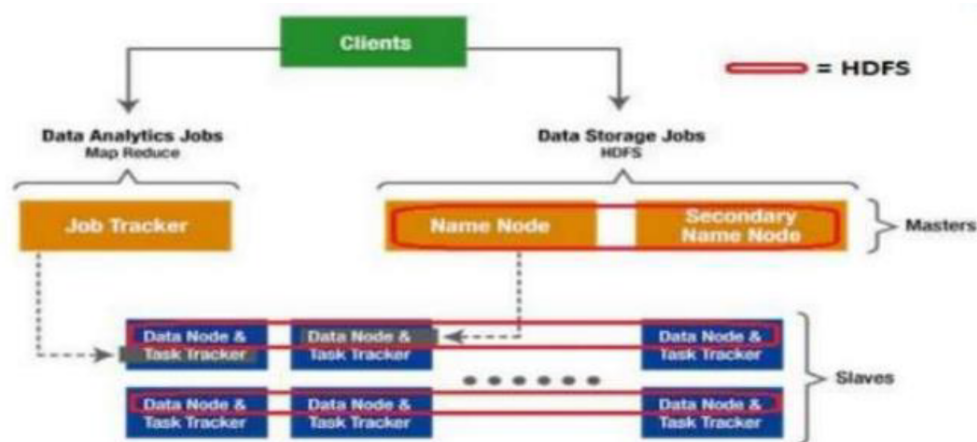 Clients
= HDFS
Data Analytics Jobs
Map Reduce
Data Storage Jobs
HDFS
Job Tracker
Name Node
Secondary
Name Node
Masters
Data Node &
Task Tracker
Data Node &
Task Tracker
Data Node &
Task Tracker
Slaves
Data Node &
Task Tracker
Data Node &
Task Tracker
Data Node &
Task Tracker